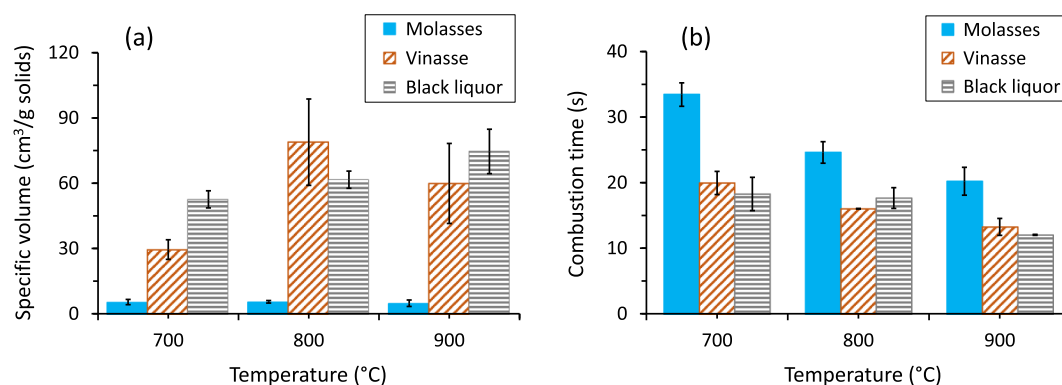 (a)
Molasses
Vinasse
Black liquor
Specific volume (cm³/g solids)
120
90
60
30
0
700 800 900
Temperature (°C)
(b)
Molasses
Vinasse
Black liquor
Combustion time (s)
40
30
20
10
0
700 800 900
Temperature (°C)